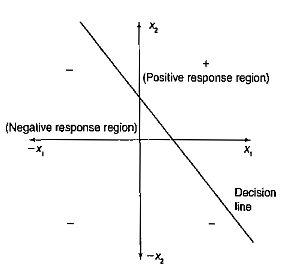 X₂
− +
(Positive response region)
(Negative response region)
−X₁ X₁
Decision
line
− −
−X₂